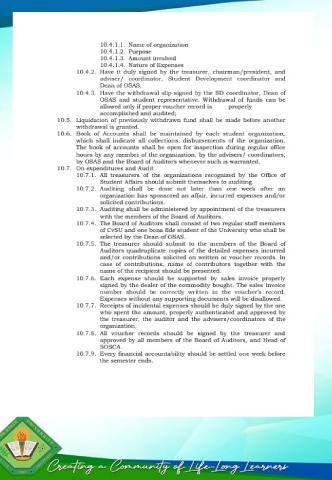 10.4.1.1. Name of organization
10.4.1.2. Purpose
10.4.1.3. Amount involved
10.4.1.4. Nature of Expenses
10.4.2. Have it duly signed by the treasurer, chairman/president, and
adviser/ coordinator, Student Development coordinator and
Dean of OSAS;
10.4.3. Have the withdrawal slip signed by the SD coordinator, Dean of
OSAS and student representative. Withdrawal of funds can be
allowed only if proper voucher record is properly
accomplished and audited;
10.5. Liquidation of previously withdrawn fund shall be made before another
withdrawal is granted.
10.6. Book of Accounts shall be maintained by each student organization,
which shall indicate all collections, disbursements of the organization.
The book of accounts shall be open for inspection during regular office
hours by any member of the organization, by the advisers/ coordinators,
by OSAS and the Board of Auditors whenever such is warranted.
10.7. On expenditures and Audit
10.7.1. All treasurers of the organizations recognized by the Office of
Student Affairs should submit themselves to auditing.
10.7.2. Auditing shall be done not later than one week after an
organization has sponsored an affair, incurred expenses and/or
solicited contributions.
10.7.3. Auditing shall be administered by appointment of the treasurers
with the members of the Board of Auditors.
10.7.4. The Board of Auditors shall consist of two regular staff members
of CvSU and one bona fide student of the University who shall be
selected by the Dean of OSAS.
10.7.5. The treasurer should submit to the members of the Board of
Auditors quadruplicate copies of the detailed expenses incurred
and/or contributions solicited on written or voucher records. In
case of contributions, name of contributors together with the
name of the recipient should be presented.
10.7.6. Each expense should be supported by sales invoice properly
signed by the dealer of the commodity bought. The sales invoice
number should be correctly written in the voucher's record.
Expenses without any supporting documents will be disallowed.
10.7.7. Receipts of incidental expenses should be duly signed by the one
who spent the amount, properly authenticated and approved by
the treasurer, the auditor and the advisers/coordinators of the
organization.
10.7.8. All voucher records should be signed by the treasurer and
approved by all members of the Board of Auditors, and Head of
SOSCA.
10.7.9. Every financial accountability should be settled one week before
the semester ends.
Creating a Community of Life-Long Learners